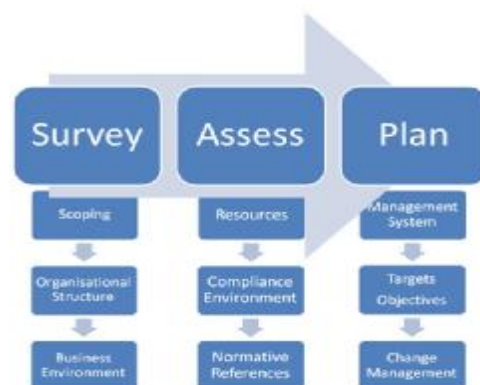 Survey
Assess
Plan
Scoping
Organisational
Structure
Business
Environment
Resources
Compliance
Environment
Normative
References
Management
System
Targets
Objectives
Change
Management